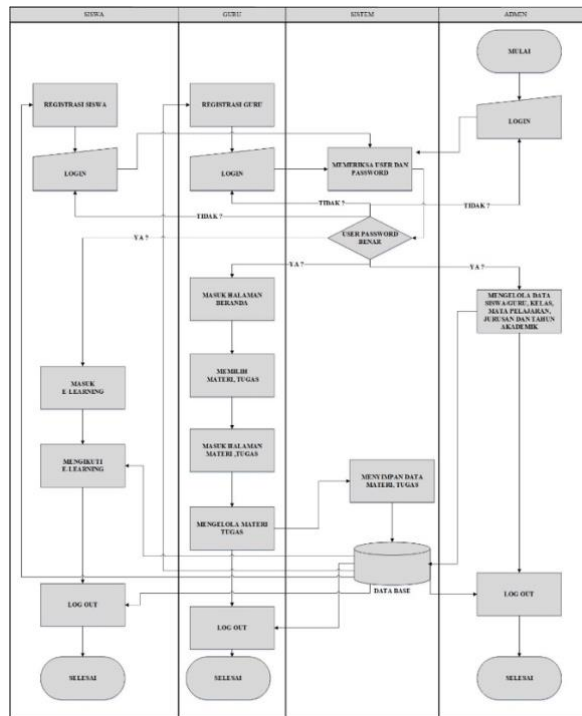 SISWA
GURU
SISTEM
ADMIN
MULAI
REGISTRASI SISWA
REGISTRASI GURU
LOGIN
LOGIN
MEMERIKSA USER DAN
PASSWORD
LOGIN
TIDAK ?
TIDAK ?
TIDAK ?
YA ?
USER PASSWORD
BENAR
YA ?
YA ?
MASUK HALAMAN
BERANDA
MENGELOLA DATA
SISWA/GURU, KELAS,
MATA PELAJARAN,
JURUSAN DAN TAHUN
AKADEMIK
MEMILIH
MATERI, TUGAS
MASUK
E-LEARNING
MENGIKUTI
E-LEARNING
MASUK HALAMAN
MATERI ,TUGAS
MENYIMPAN DATA
MATERI, TUGAS
MENGELOLA MATERI
TUGAS
DATA BASE
LOG OUT
LOG OUT
LOG OUT
SELESAI
SELESAI
SELESAI